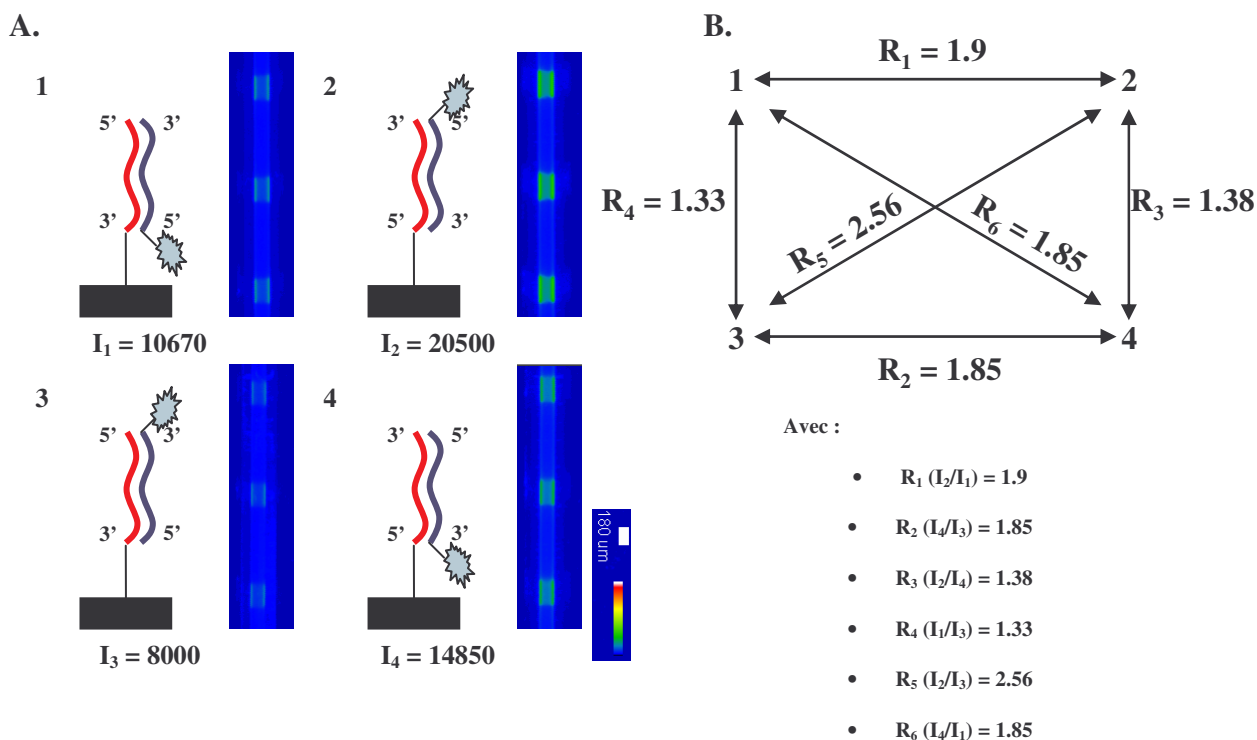 A.
1
5’ 3’
3’ 5’
I1 = 10670
2
3’ 5’
5’ 3’
I2 = 20500
3
5’ 3’
3’ 5’
I3 = 8000
4
3’ 5’
5’ 3’
I4 = 14850
180 um
B.
R1 = 1.9
1 2
R4 = 1.33
R5 = 2.56
R6 = 1.85
R3 = 1.38
3 4
R2 = 1.85
Avec :
• R1 (I2/I1) = 1.9
• R2 (I4/I3) = 1.85
• R3 (I2/I4) = 1.38
• R4 (I1/I3) = 1.33
• R5 (I2/I3) = 2.56
• R6 (I4/I1) = 1.85